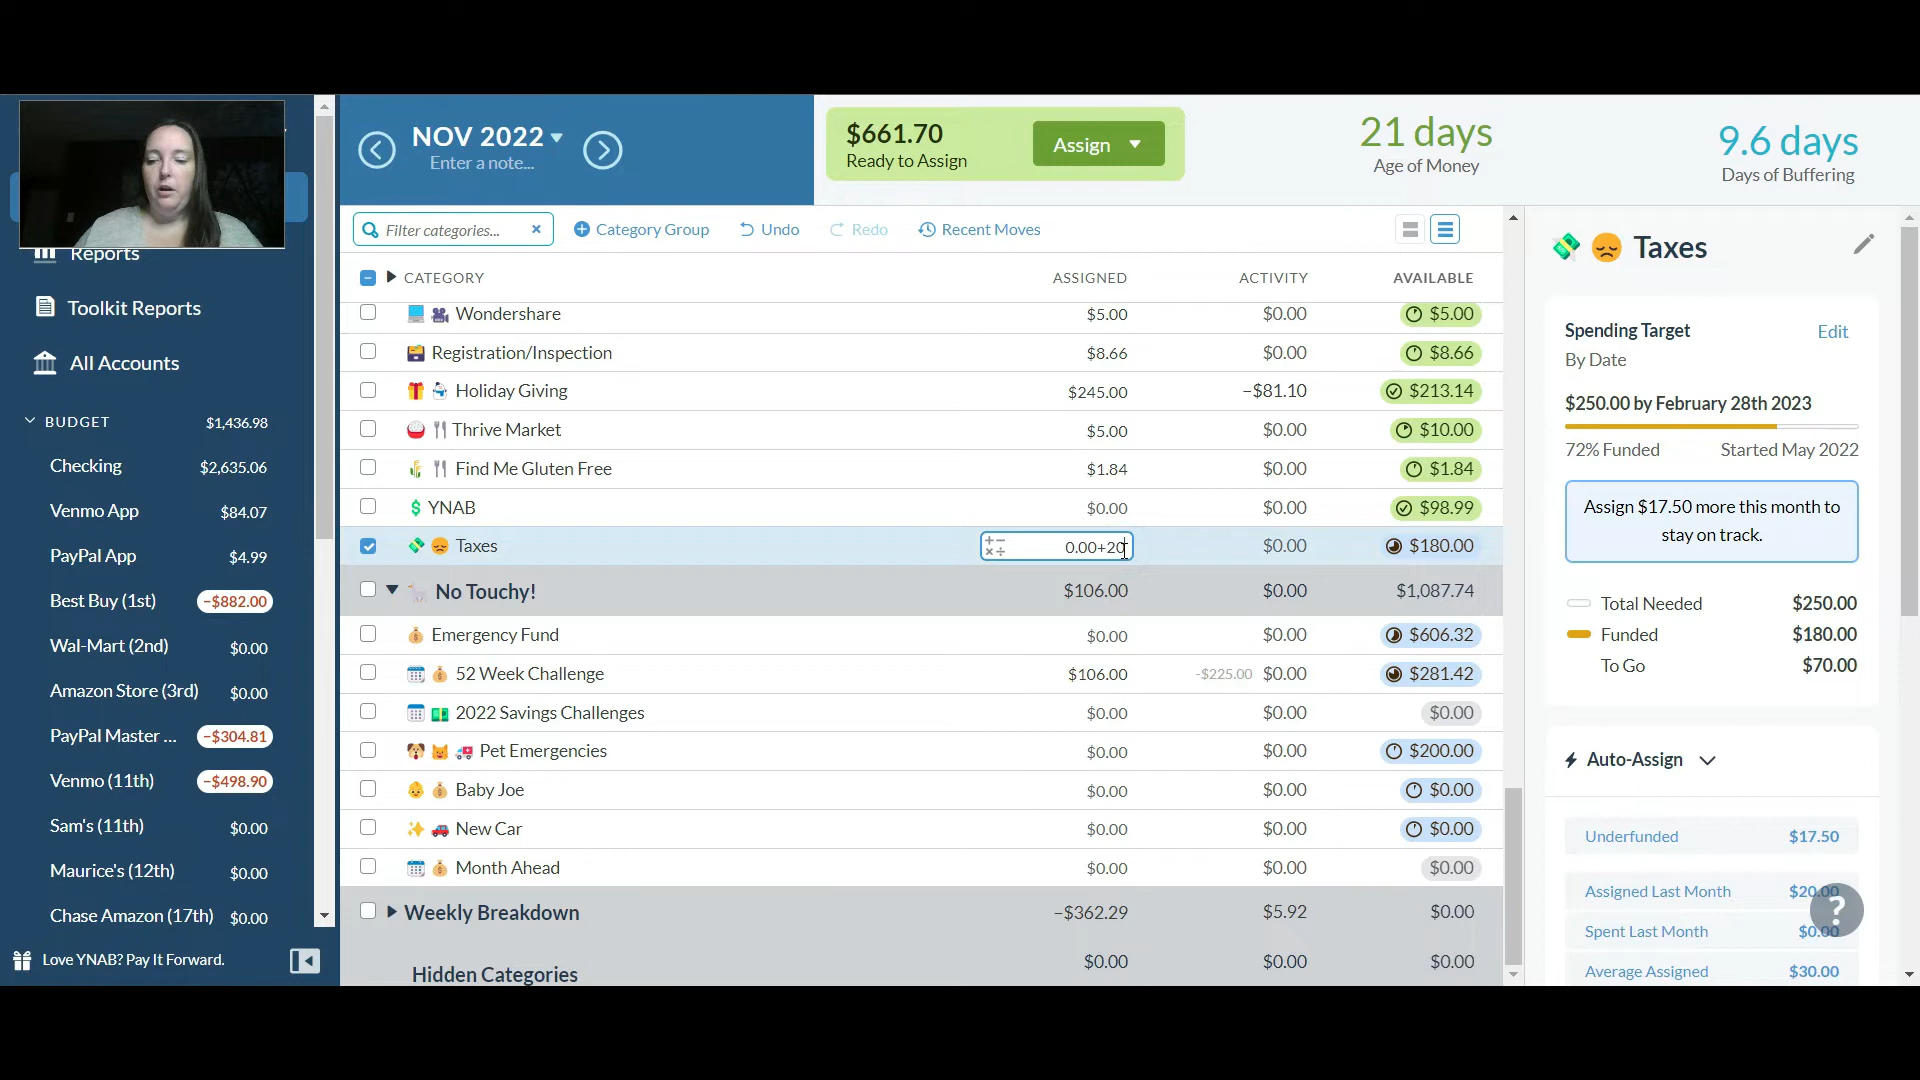 Reports
Toolkit Reports
All Accounts
BUDGET $1,436.98
Checking $2,635.06
Venmo App $84.07
PayPal App $4.99
Best Buy (1st) −$882.00
Wal-Mart (2nd) $0.00
Amazon Store (3rd) $0.00
PayPal Master ... −$304.81
Venmo (11th) −$498.90
Sam's (11th) $0.00
Maurice's (12th) $0.00
Chase Amazon (17th) $0.00
Love YNAB? Pay It Forward.
NOV 2022
Enter a note...
$661.70
Ready to Assign
Assign
21 days
Age of Money
9.6 days
Days of Buffering
Filter categories...
Category Group
Undo
Redo
Recent Moves
CATEGORY ASSIGNED ACTIVITY AVAILABLE
Wondershare $5.00 $0.00 $5.00
Registration/Inspection $8.66 $0.00 $8.66
Holiday Giving $245.00 −$81.10 $213.14
Thrive Market $5.00 $0.00 $10.00
Find Me Gluten Free $1.84 $0.00 $1.84
YNAB $0.00 $0.00 $98.99
Taxes 0.00+20 $0.00 $180.00
No Touchy! $106.00 $0.00 $1,087.74
Emergency Fund $0.00 $0.00 $606.32
52 Week Challenge $106.00 -$225.00 $0.00 $281.42
2022 Savings Challenges $0.00 $0.00 $0.00
Pet Emergencies $0.00 $0.00 $200.00
Baby Joe $0.00 $0.00 $0.00
New Car $0.00 $0.00 $0.00
Month Ahead $0.00 $0.00 $0.00
Weekly Breakdown −$362.29 $5.92 $0.00
Hidden Categories $0.00 $0.00 $0.00
Taxes
Spending Target Edit
By Date
$250.00 by February 28th 2023
72% Funded Started May 2022
Assign $17.50 more this month to
stay on track.
Total Needed $250.00
Funded $180.00
To Go $70.00
Auto-Assign
Underfunded $17.50
Assigned Last Month $20.00
Spent Last Month $0.00
Average Assigned $30.00
?